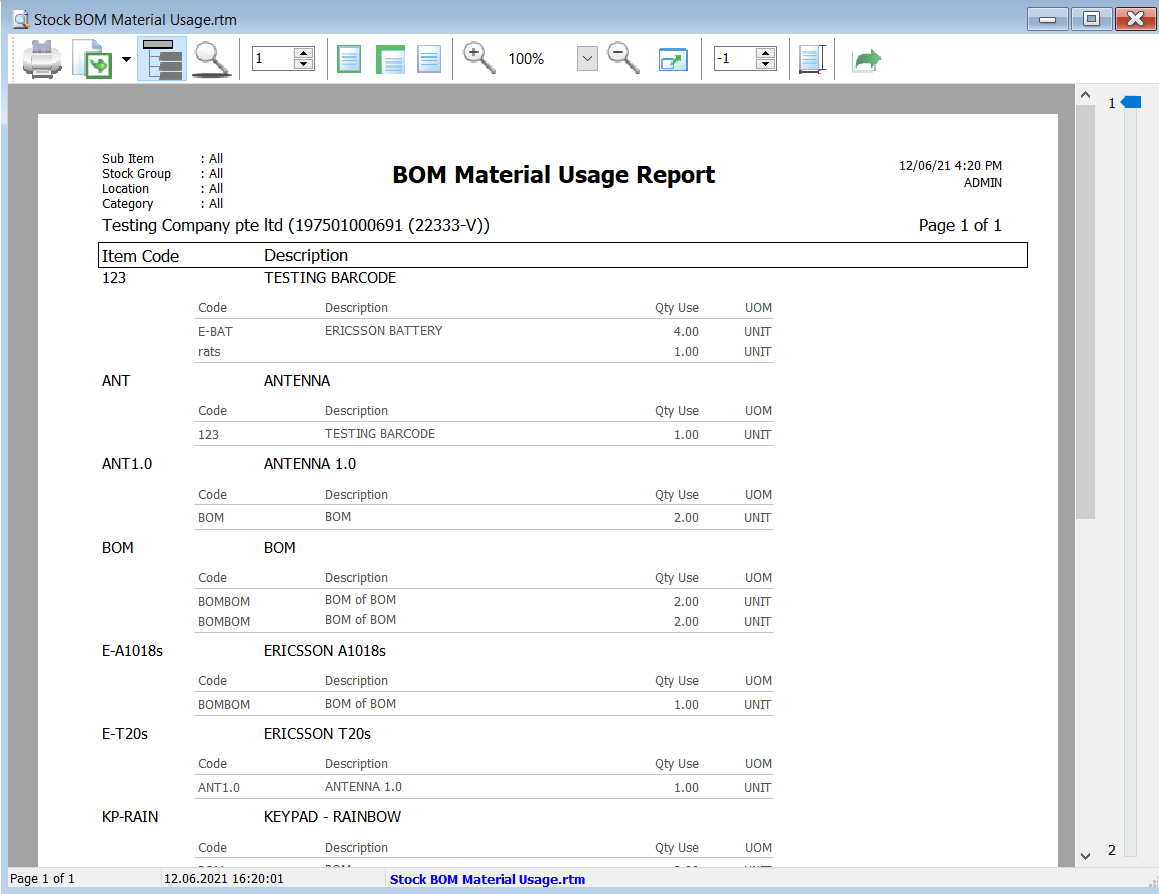 Stock BOM Material Usage.rtm
1 100% -1
1
Sub Item : All
Stock Group : All
Location : All
Category : All
BOM Material Usage Report
12/06/21 4:20 PM
ADMIN
Testing Company pte ltd (197501000691 (22333-V)) Page 1 of 1
Item Code Description
123 TESTING BARCODE
Code Description Qty Use UOM
E-BAT ERICSSON BATTERY 4.00 UNIT
rats 1.00 UNIT
ANT ANTENNA
Code Description Qty Use UOM
123 TESTING BARCODE 1.00 UNIT
ANT1.0 ANTENNA 1.0
Code Description Qty Use UOM
BOM BOM 2.00 UNIT
BOM BOM
Code Description Qty Use UOM
BOMBOM BOM of BOM 2.00 UNIT
BOMBOM BOM of BOM 2.00 UNIT
E-A1018s ERICSSON A1018s
Code Description Qty Use UOM
BOMBOM BOM of BOM 1.00 UNIT
E-T20s ERICSSON T20s
Code Description Qty Use UOM
ANT1.0 ANTENNA 1.0 1.00 UNIT
KP-RAIN KEYPAD - RAINBOW
Code Description Qty Use UOM
2
Page 1 of 1 12.06.2021 16:20:01 Stock BOM Material Usage.rtm